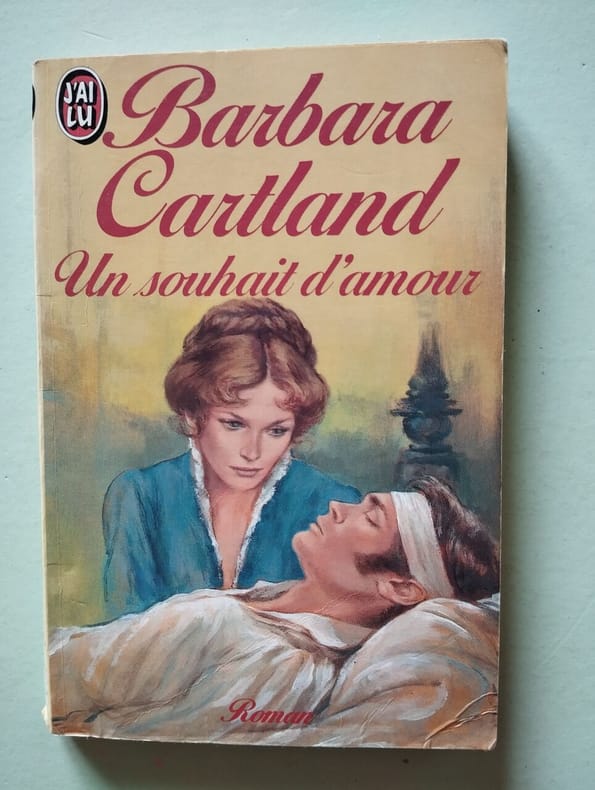 J'AI
LU
Barbara
Cartland
Un souhait d'amour
Roman